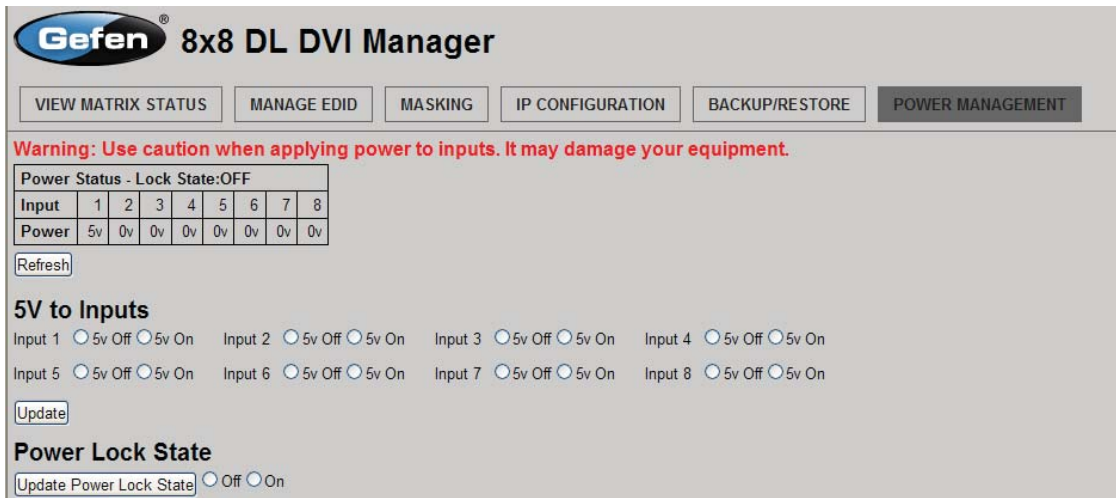 Gefen® 8x8 DL DVI Manager
VIEW MATRIX STATUS MANAGE EDID MASKING IP CONFIGURATION BACKUP/RESTORE POWER MANAGEMENT
Warning: Use caution when applying power to inputs. It may damage your equipment.
Power Status - Lock State:OFF
Input 1 2 3 4 5 6 7 8
Power 5v 0v 0v 0v 0v 0v 0v 0v
Refresh
5V to Inputs
Input 1 5v Off 5v On Input 2 5v Off 5v On Input 3 5v Off 5v On Input 4 5v Off 5v On
Input 5 5v Off 5v On Input 6 5v Off 5v On Input 7 5v Off 5v On Input 8 5v Off 5v On
Update
Power Lock State
Update Power Lock State Off On